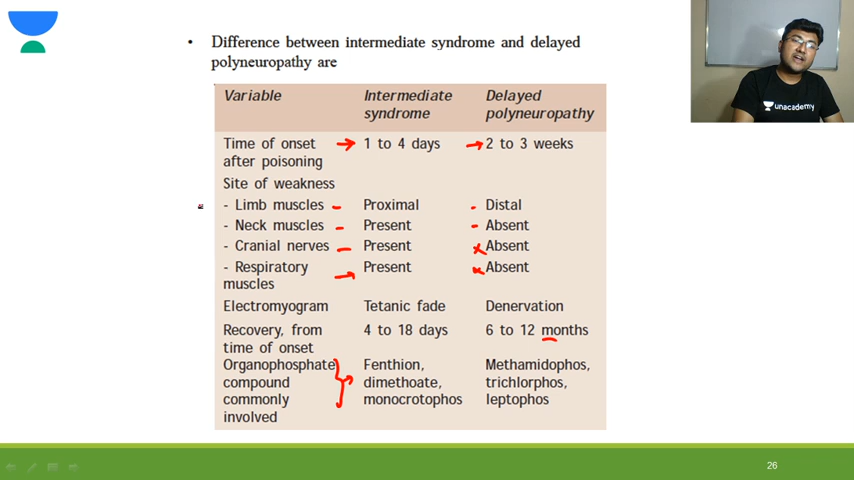 • Difference between intermediate syndrome and delayed
polyneuropathy are
Variable Intermediate Delayed
syndrome polyneuropathy
Time of onset 1 to 4 days 2 to 3 weeks
after poisoning
Site of weakness
- Limb muscles Proximal Distal
- Neck muscles Present Absent
- Cranial nerves Present Absent
- Respiratory Present Absent
muscles
Electromyogram Tetanic fade Denervation
Recovery, from 4 to 18 days 6 to 12 months
time of onset
Organophosphate Fenthion, Methamidophos,
compound dimethoate, trichlorphos,
commonly monocrotophos leptophos
involved
unacademy
26